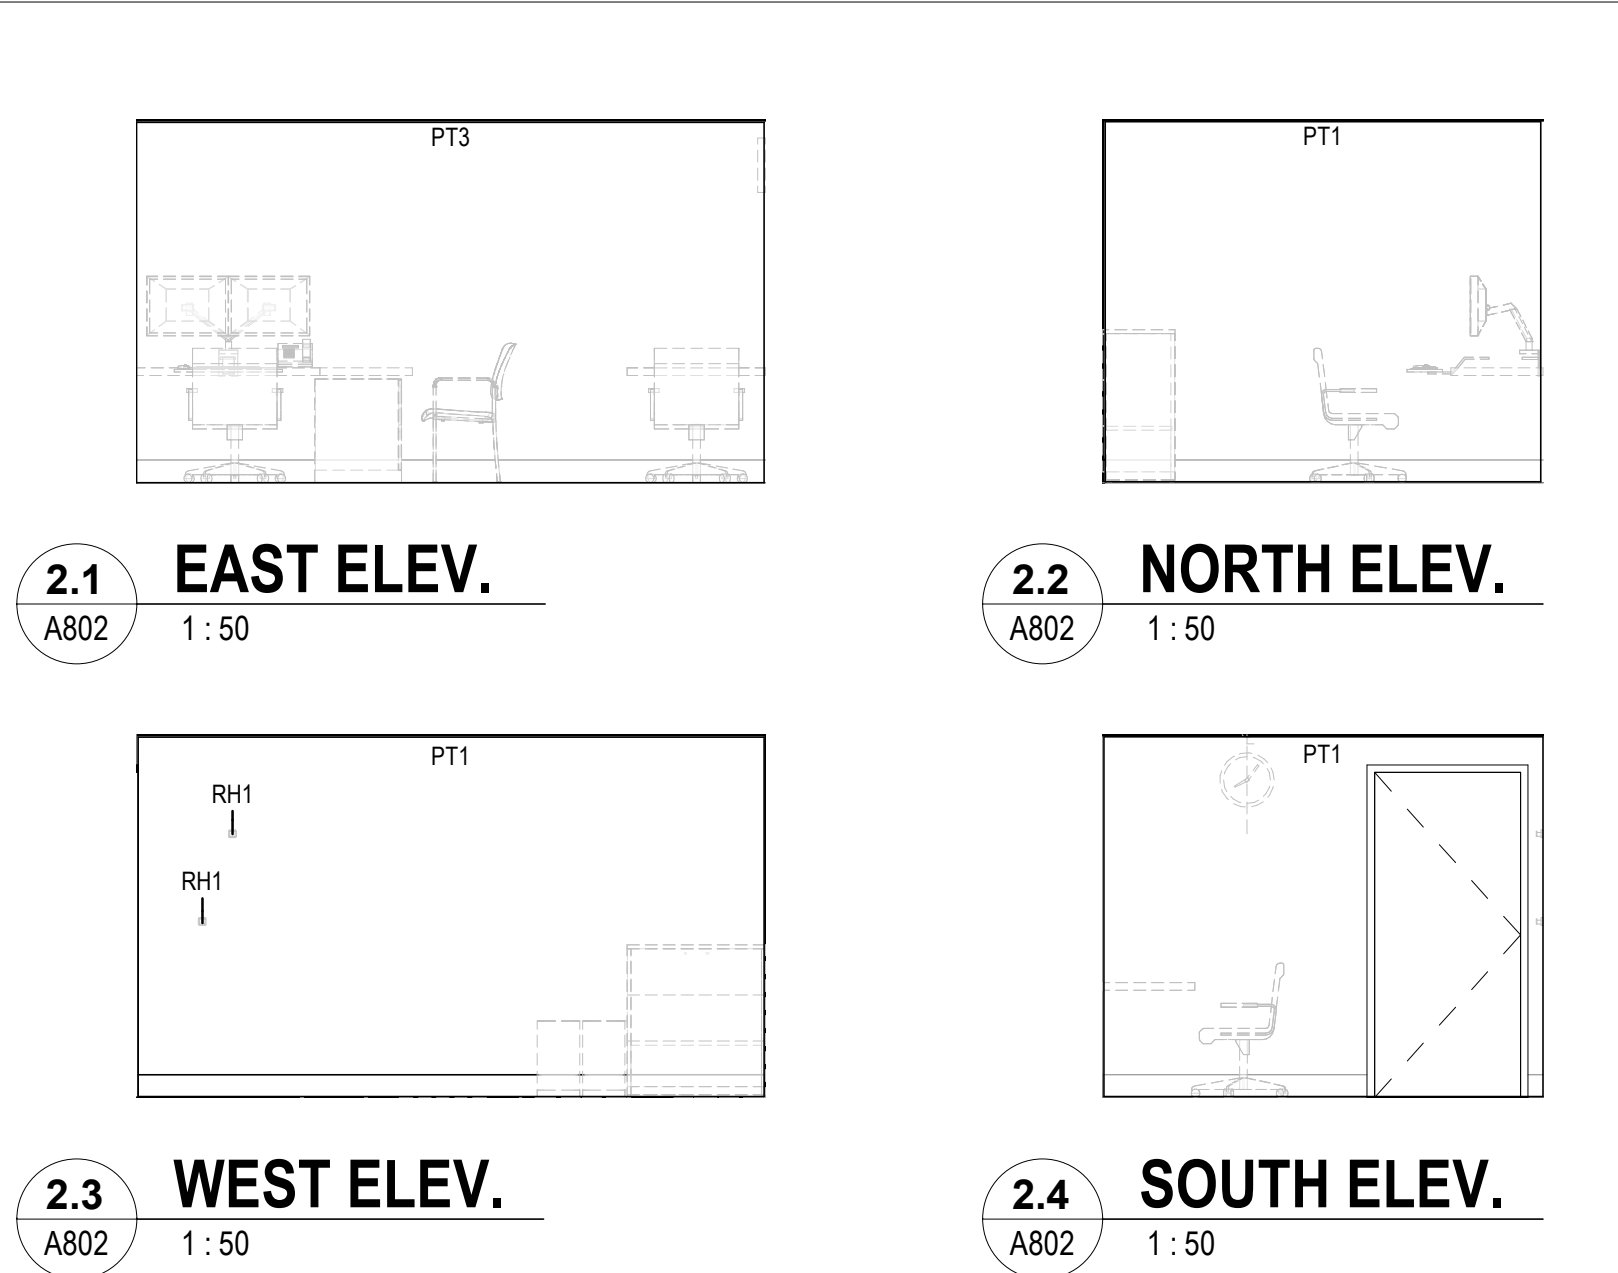 PT3
PT1
2.1 EAST ELEV.
A802 1 : 50
2.2 NORTH ELEV.
A802 1 : 50
PT1
RH1
RH1
PT1
2.3 WEST ELEV.
A802 1 : 50
2.4 SOUTH ELEV.
A802 1 : 50